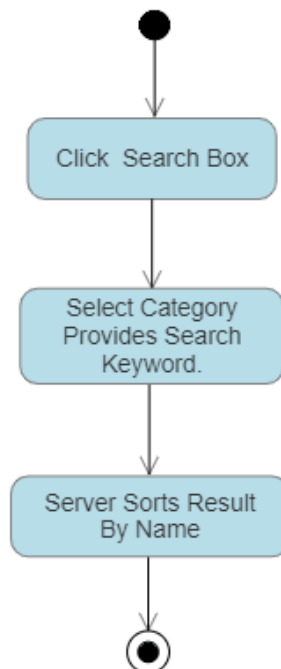 Click Search Box
Select Category
Provides Search
Keyword.
Server Sorts Result
By Name